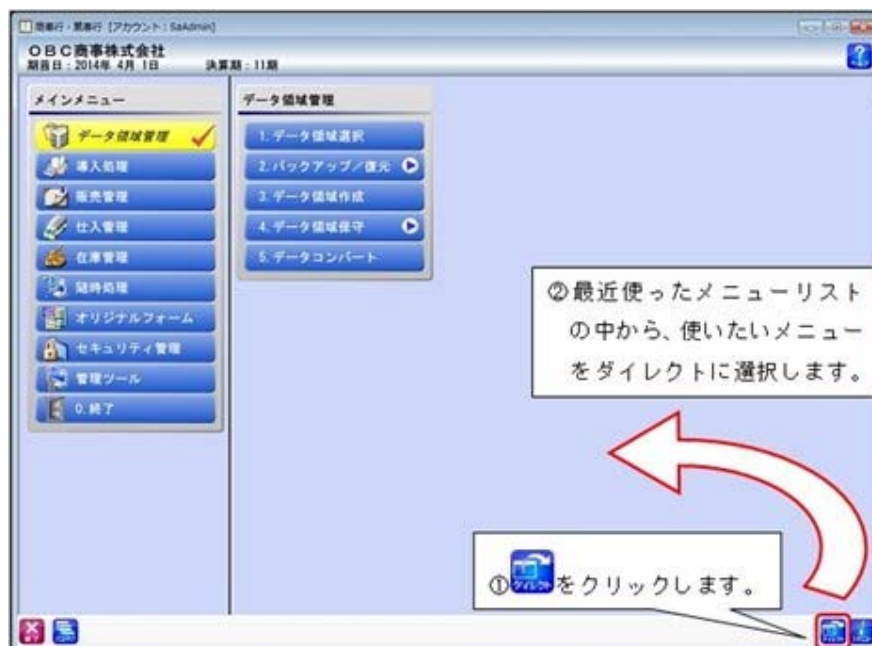 商奉行・蔵奉行 [アカウント：SaAdmin]
ＯＢＣ商事株式会社
期首日：2014年 4月 1日 決算期：11期
メインメニュー
データ領域管理
導入処理
販売管理
仕入管理
在庫管理
随時処理
オリジナルフォーム
セキュリティ管理
管理ツール
0.終了
データ領域管理
1.データ領域選択
2.バックアップ／復元
3.データ領域作成
4.データ領域保守
5.データコンバート
②最近使ったメニューリスト
の中から、使いたいメニュー
をダイレクトに選択します。
①ダイレクトをクリックします。